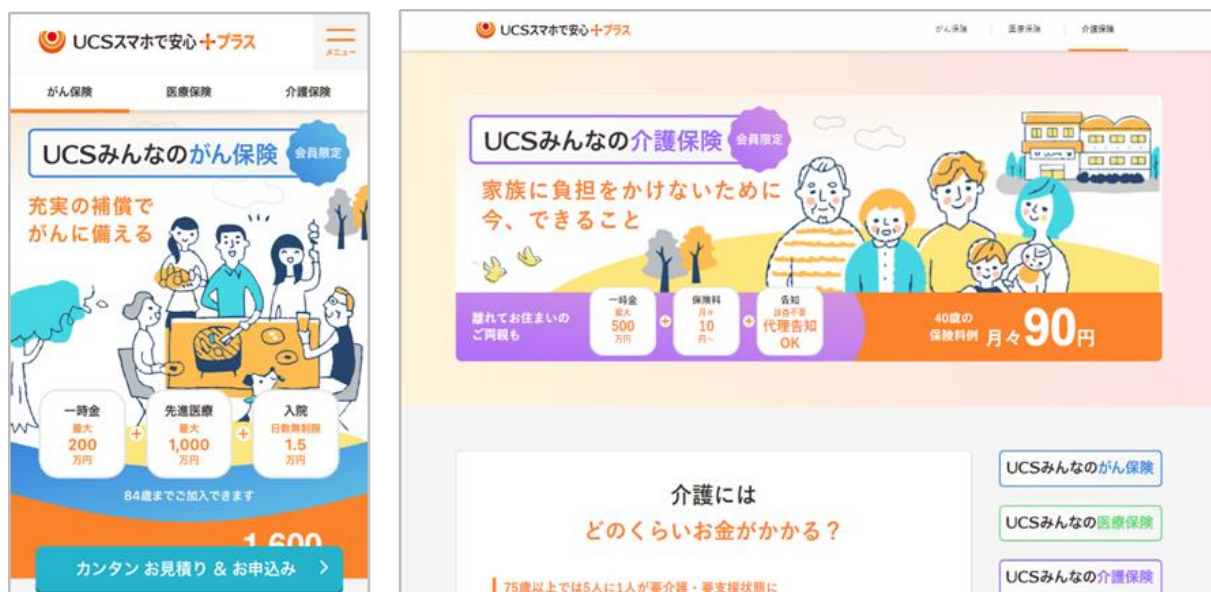 UCSスマホで安心+プラス
メニュー
がん保険
医療保険
介護保険
UCSみんなのがん保険
会員限定
充実の補償で
がんに備える
一時金
最大
200
万円
+
先進医療
最大
1,000
万円
+
入院
日数無制限
1.5
万円
84歳までご加入できます
1,600
カンタン お見積り & お申込み >
UCSスマホで安心+プラス
がん保険
医療保険
介護保険
UCSみんなの介護保険
会員限定
家族に負担をかけないために
今、できること
離れてお住まいの
ご両親も
一時金
最大
500
万円
+
保険料
月々
10
円~
+
告知
診査不要
代理告知
OK
40歳の
保険料例
月々90円
介護には
どのくらいお金がかかる？
75歳以上では5人に1人が要介護・要支援状態に
UCSみんなのがん保険
UCSみんなの医療保険
UCSみんなの介護保険